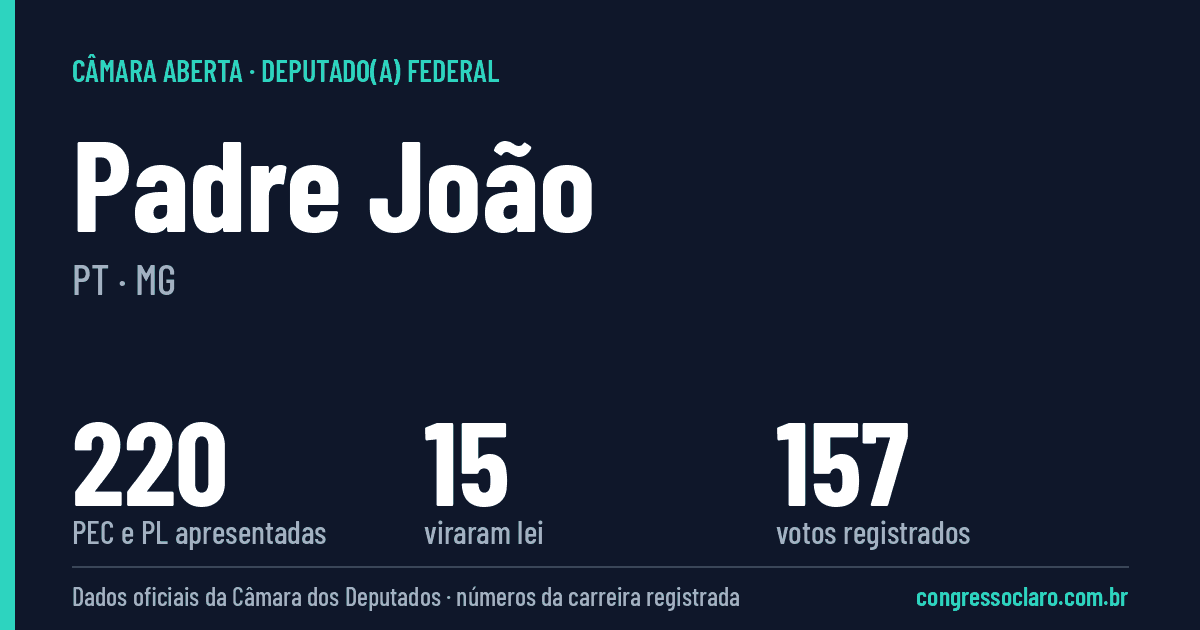 CÂMARA ABERTA · DEPUTADO(A) FEDERAL
Padre João
PT · MG
220 15 157
PEC e PL apresentadas viraram lei votos registrados
Dados oficiais da Câmara dos Deputados · números da carreira registrada congressoclaro.com.br